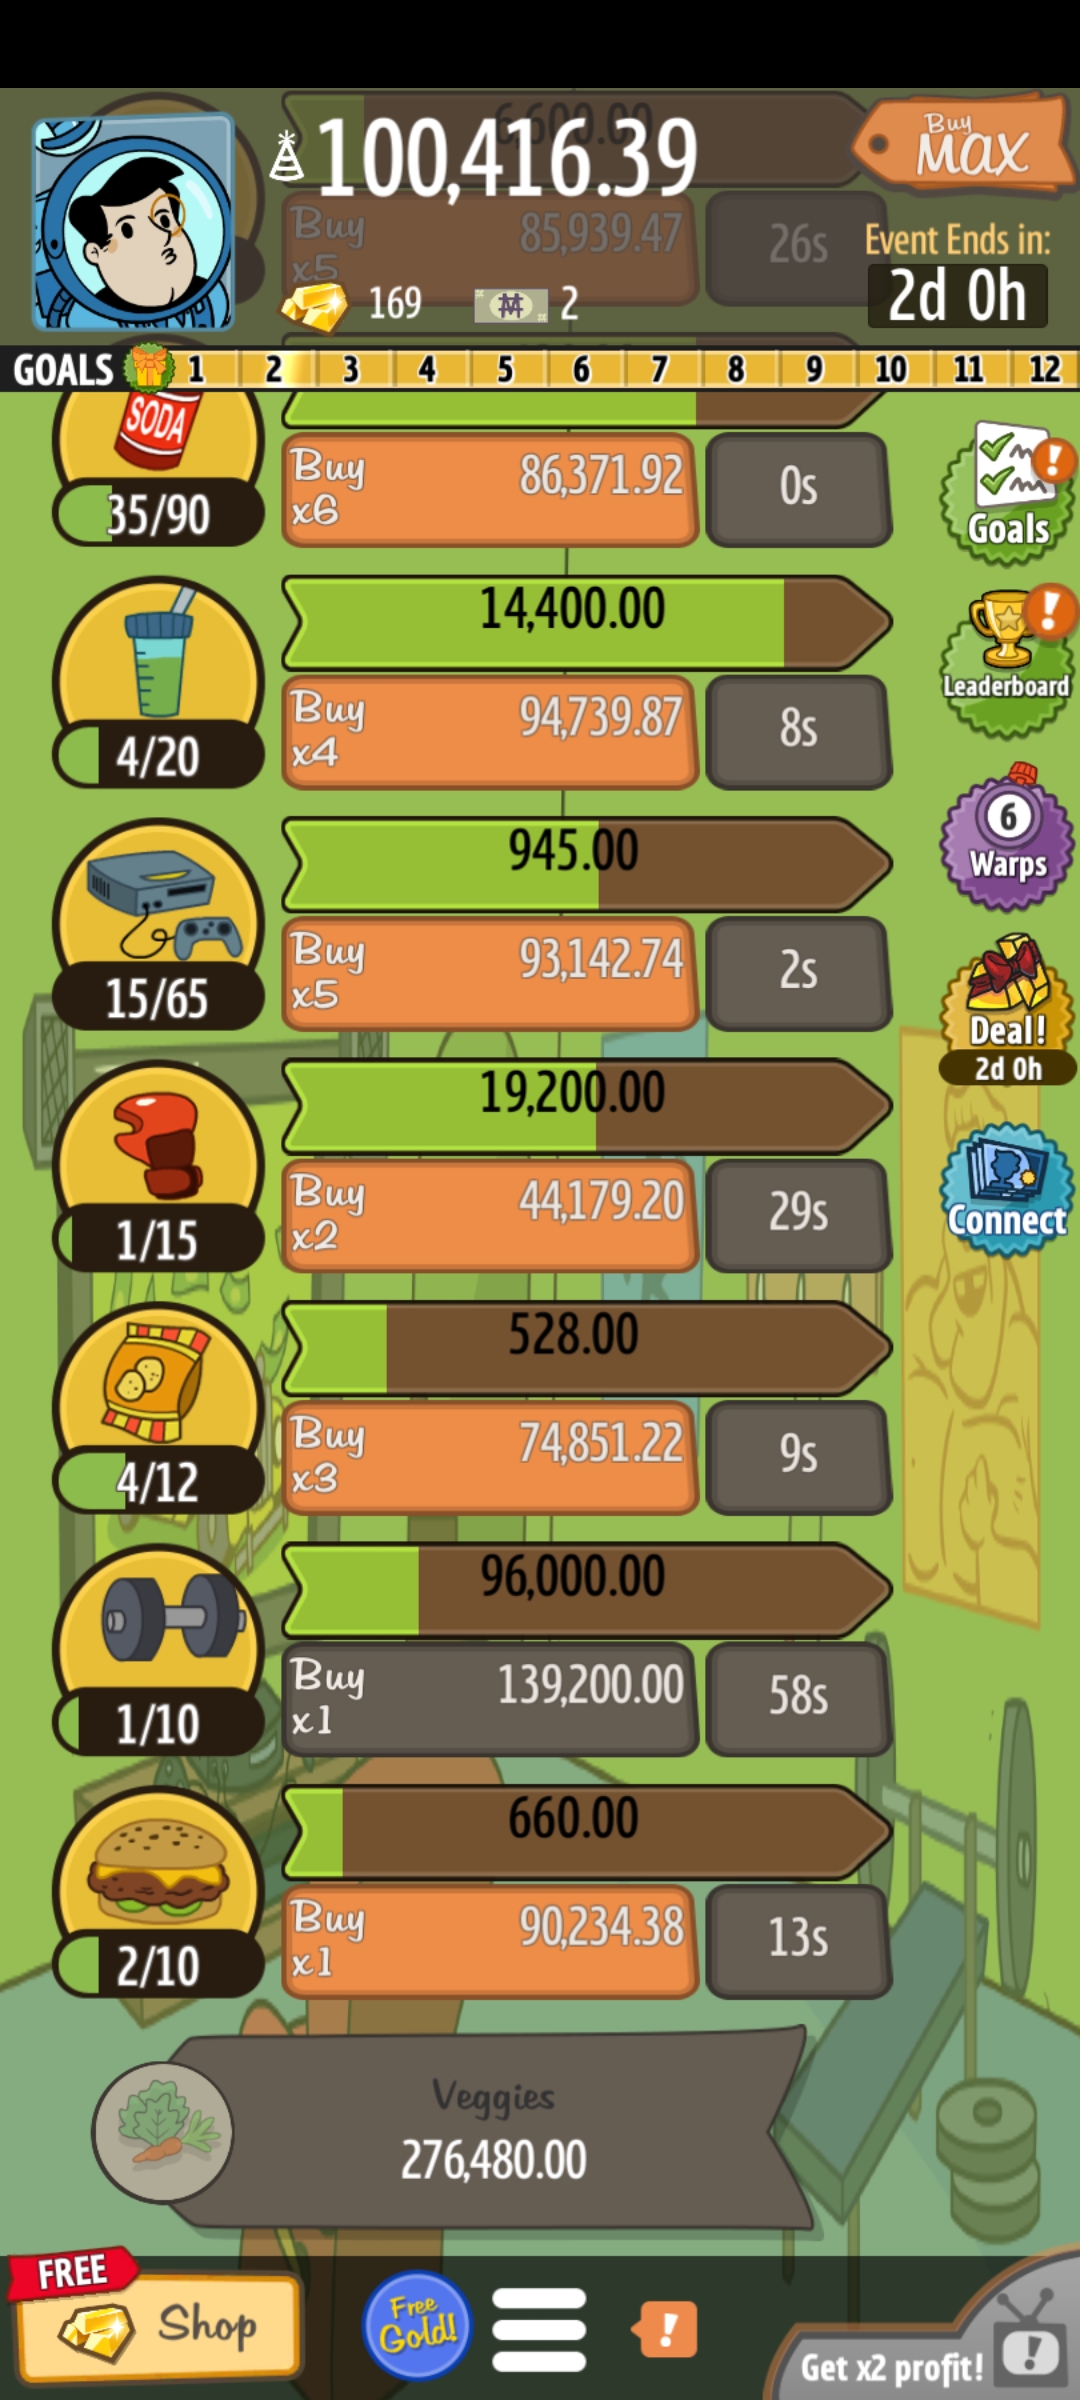 6,600.00
100,416.39
Buy
MAX
Buy
x5
85,939.47
26s
Event Ends in:
2d 0h
169
2
GOALS 1 2 3 4 5 6 7 8 9 10 11 12
SODA
35/90
Buy
x6
86,371.92
0s
Goals
14,400.00
4/20
Buy
x4
94,739.87
8s
Leaderboard
945.00
15/65
Buy
x5
93,142.74
2s
6
Warps
Deal!
2d 0h
19,200.00
1/15
Buy
x2
44,179.20
29s
Connect
528.00
4/12
Buy
x3
74,851.22
9s
96,000.00
1/10
Buy
x1
139,200.00
58s
660.00
2/10
Buy
x1
90,234.38
13s
Veggies
276,480.00
FREE
Shop
Free
Gold!
!
Get x2 profit!